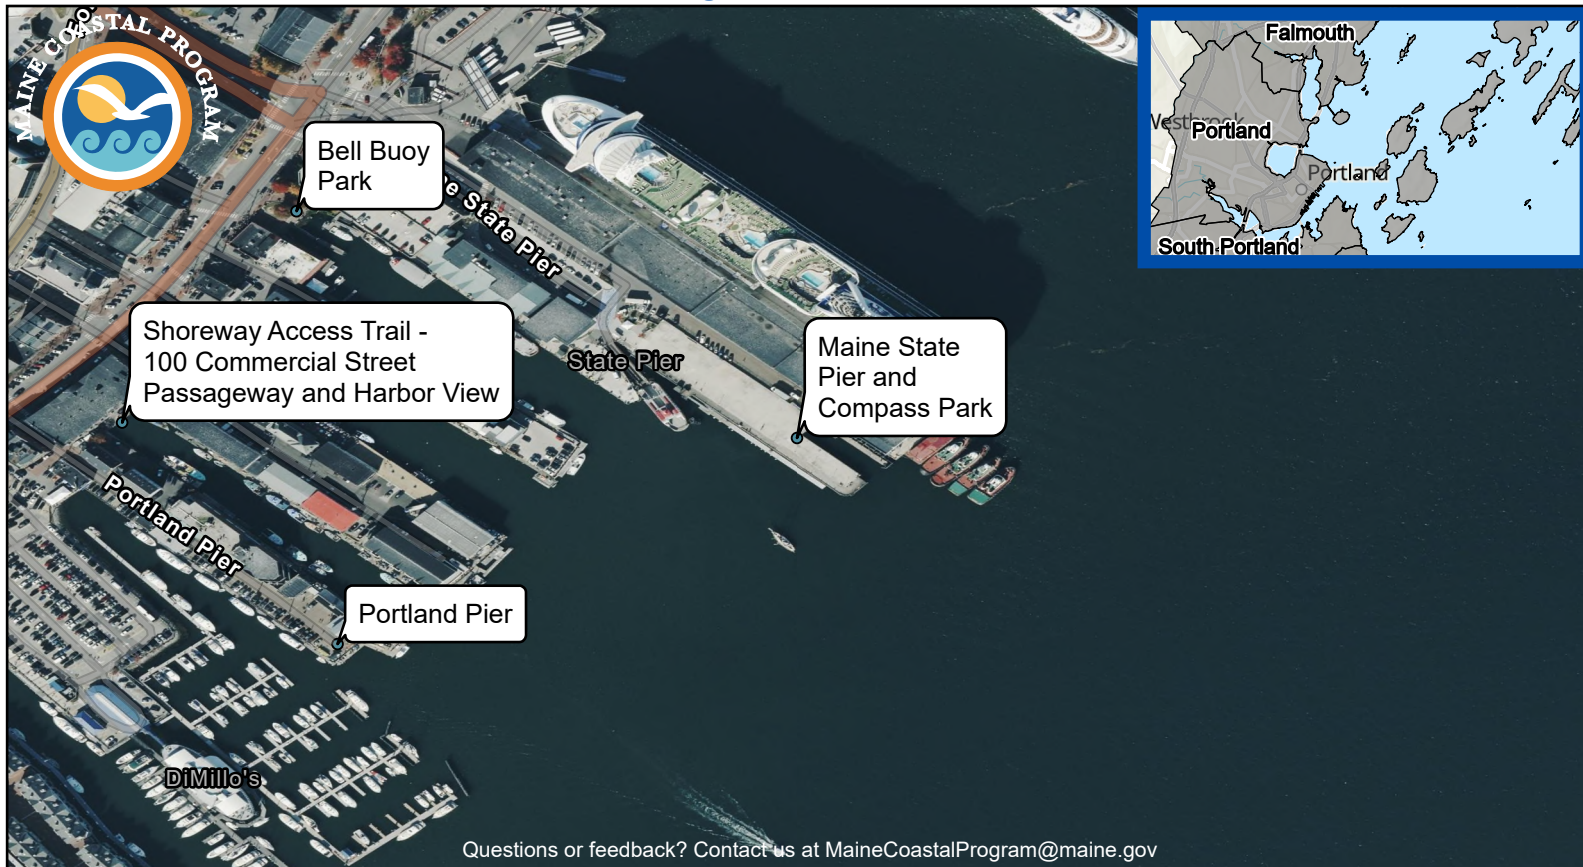 MAINE COASTAL PROGRAM
Falmouth
Westbrook
Portland
Portland
South Portland
Bell Buoy
Park
ne State Pier
Shoreway Access Trail -
100 Commercial Street
Passageway and Harbor View
State Pier
Maine State
Pier and
Compass Park
Portland Pier
Portland Pier
DiMillo's
Questions or feedback? Contact us at MaineCoastalProgram@maine.gov